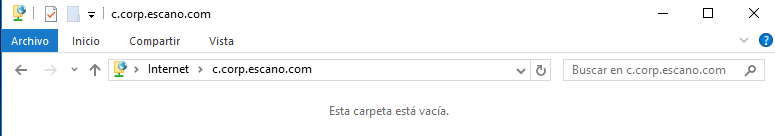 c.corp.escano.com
Archivo Inicio Compartir Vista
Internet c.corp.escano.com Buscar en c.corp.escano.com
Esta carpeta está vacía.